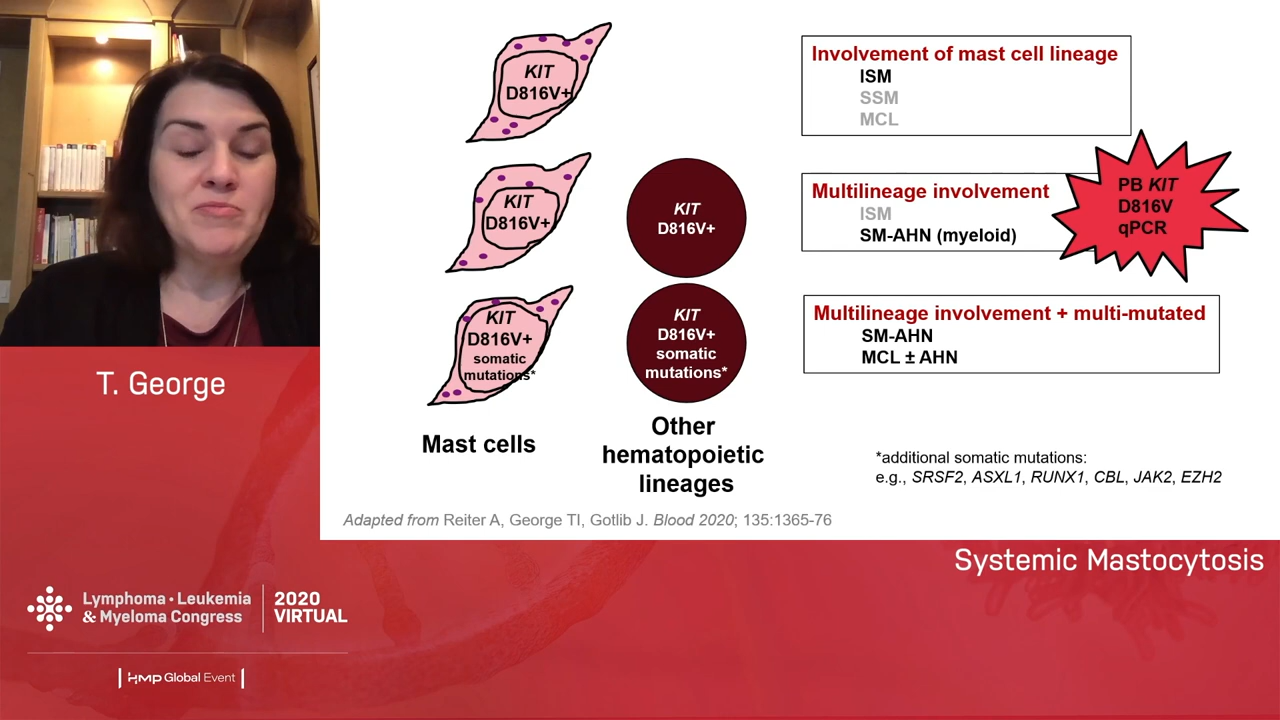 KIT
D816V+
KIT
D816V+
KIT
D816V+
somatic
mutations*
Mast cells
KIT
D816V+
KIT
D816V+
somatic
mutations*
Other
hematopoietic
lineages
Involvement of mast cell lineage
ISM
SSM
MCL
Multilineage involvement
ISM
SM-AHN (myeloid)
PB KIT
D816V
qPCR
Multilineage involvement + multi-mutated
SM-AHN
MCL ± AHN
*additional somatic mutations:
e.g., SRSF2, ASXL1, RUNX1, CBL, JAK2, EZH2
Adapted from Reiter A, George TI, Gotlib J. Blood 2020; 135:1365-76
T. George
Systemic Mastocytosis
Lymphoma • Leukemia
& Myeloma Congress
2020
VIRTUAL
HMP Global Event